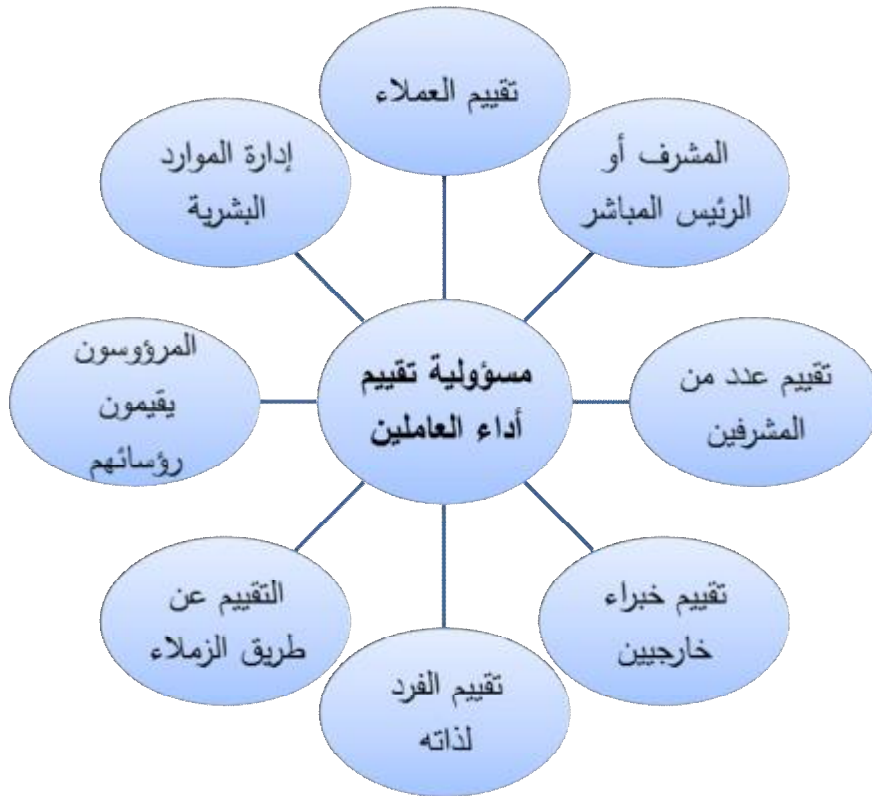 تقييم العملاء
المشرف أو
الرئيس المباشر
تقييم عدد من
المشرفين
تقييم خبراء
خارجيين
تقييم الفرد
لذاته
التقييم عن
طريق الزملاء
المرؤوسون
يقيمون
رؤسائهم
إدارة الموارد
البشرية
مسؤولية تقييم
أداء العاملين